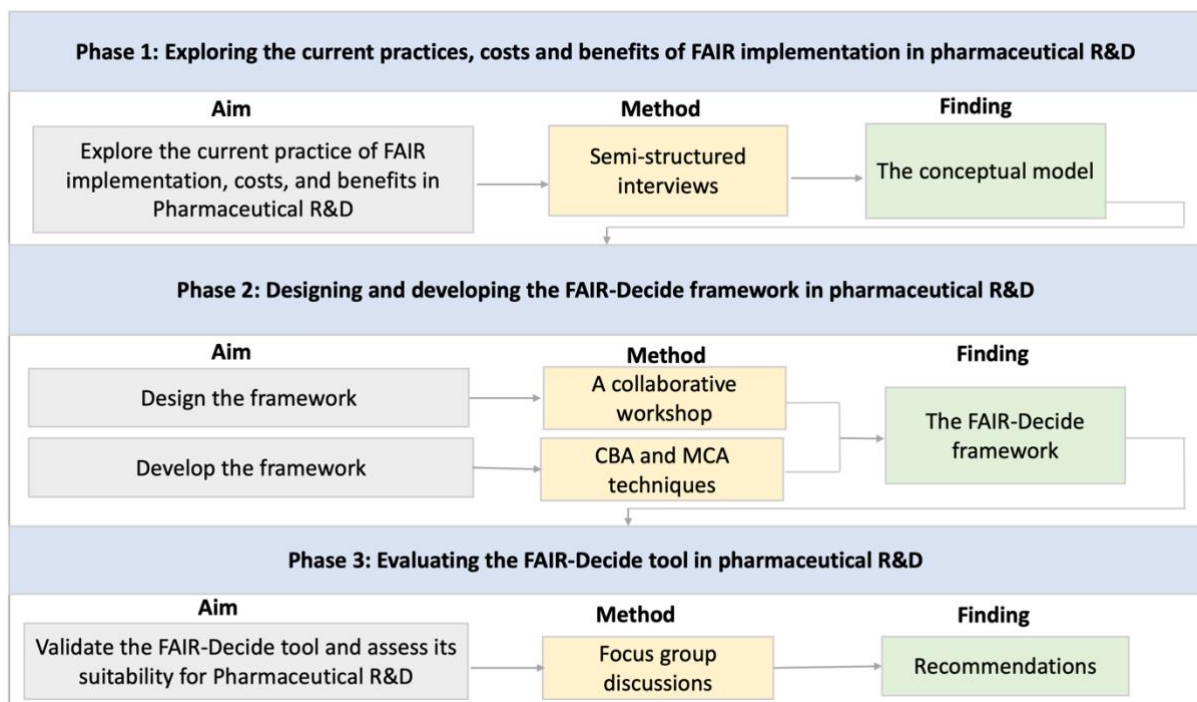 Phase 1: Exploring the current practices, costs and benefits of FAIR implementation in pharmaceutical R&D
Aim
Method
Finding
Explore the current practice of FAIR
implementation, costs, and benefits in
Pharmaceutical R&D
Semi-structured
interviews
The conceptual model
Phase 2: Designing and developing the FAIR-Decide framework in pharmaceutical R&D
Aim
Method
Finding
Design the framework
A collaborative
workshop
Develop the framework
CBA and MCA
techniques
The FAIR-Decide
framework
Phase 3: Evaluating the FAIR-Decide tool in pharmaceutical R&D
Aim
Method
Finding
Validate the FAIR-Decide tool and assess its
suitability for Pharmaceutical R&D
Focus group
discussions
Recommendations